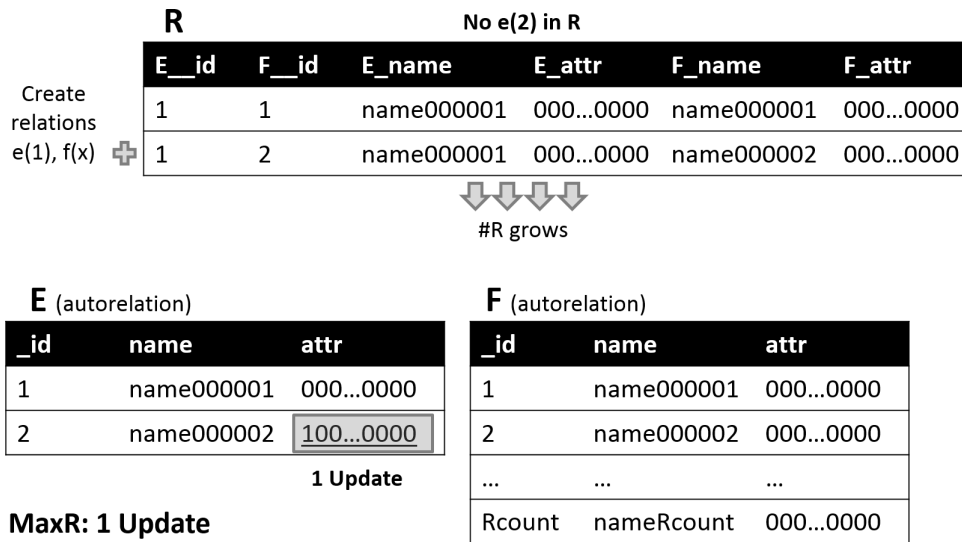 R No e(2) in R
E__id F__id E_name E_attr F_name F_attr
1 1 name000001 000...0000 name000001 000...0000
1 2 name000001 000...0000 name000002 000...0000
Create
relations
e(1), f(x)
#R grows
E (autorelation)
_id name attr
1 name000001 000...0000
2 name000002 100...0000
1 Update
MaxR: 1 Update
F (autorelation)
_id name attr
1 name000001 000...0000
2 name000002 000...0000
... ... ...
Rcount nameRcount 000...0000